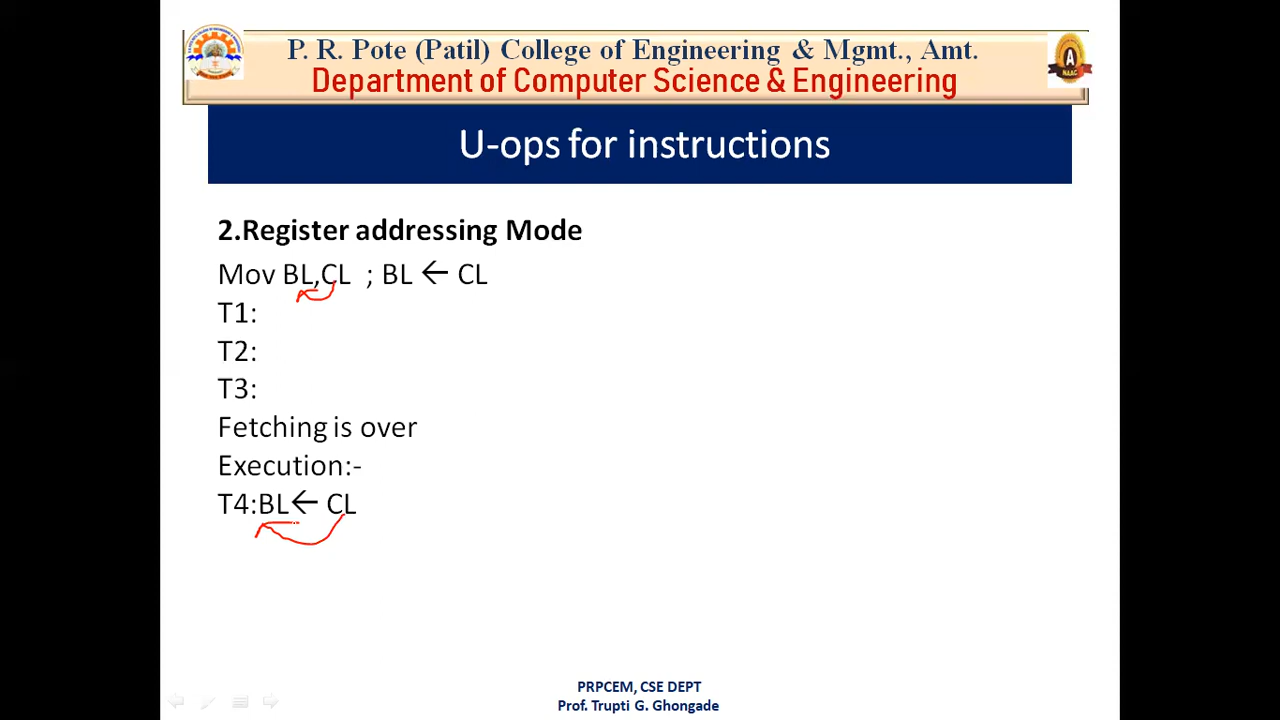 P. R. Pote (Patil) College of Engineering & Mgmt., Amt.
Department of Computer Science & Engineering
U-ops for instructions
2.Register addressing Mode
Mov BL,CL ; BL ← CL
T1:
T2:
T3:
Fetching is over
Execution:-
T4:BL← CL
PRPCEM, CSE DEPT
Prof. Trupti G. Ghongade